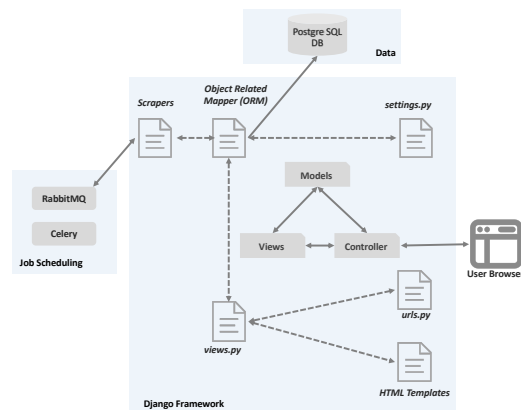 Postgre SQL
DB
Data
Object Related
Mapper (ORM)
Scrapers
settings.py
Models
RabbitMQ
Celery
Job Scheduling
Views
Controller
User Browser
urls.py
views.py
HTML Templates
Django Framework